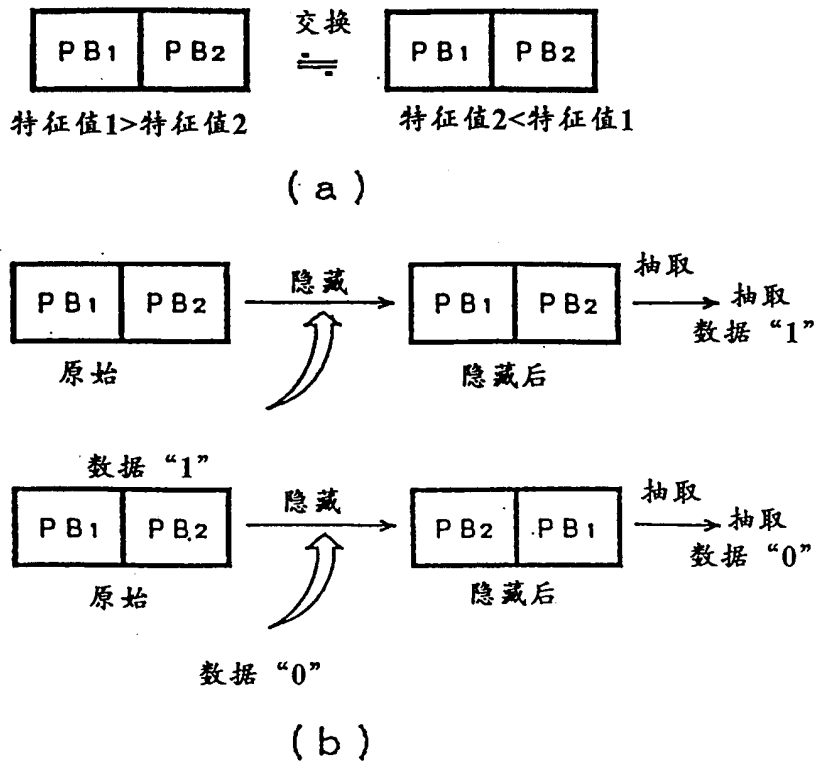 PB1 PB2 交换 PB1 PB2
特征值1>特征值2 特征值2<特征值1
(a)
PB1 PB2 隐藏 PB1 PB2 抽取
抽取
数据“1”
原始 隐藏后
数据“1”
PB1 PB2 隐藏 PB2 PB1 抽取
抽取
数据“0”
原始 隐藏后
数据“0”
(b)